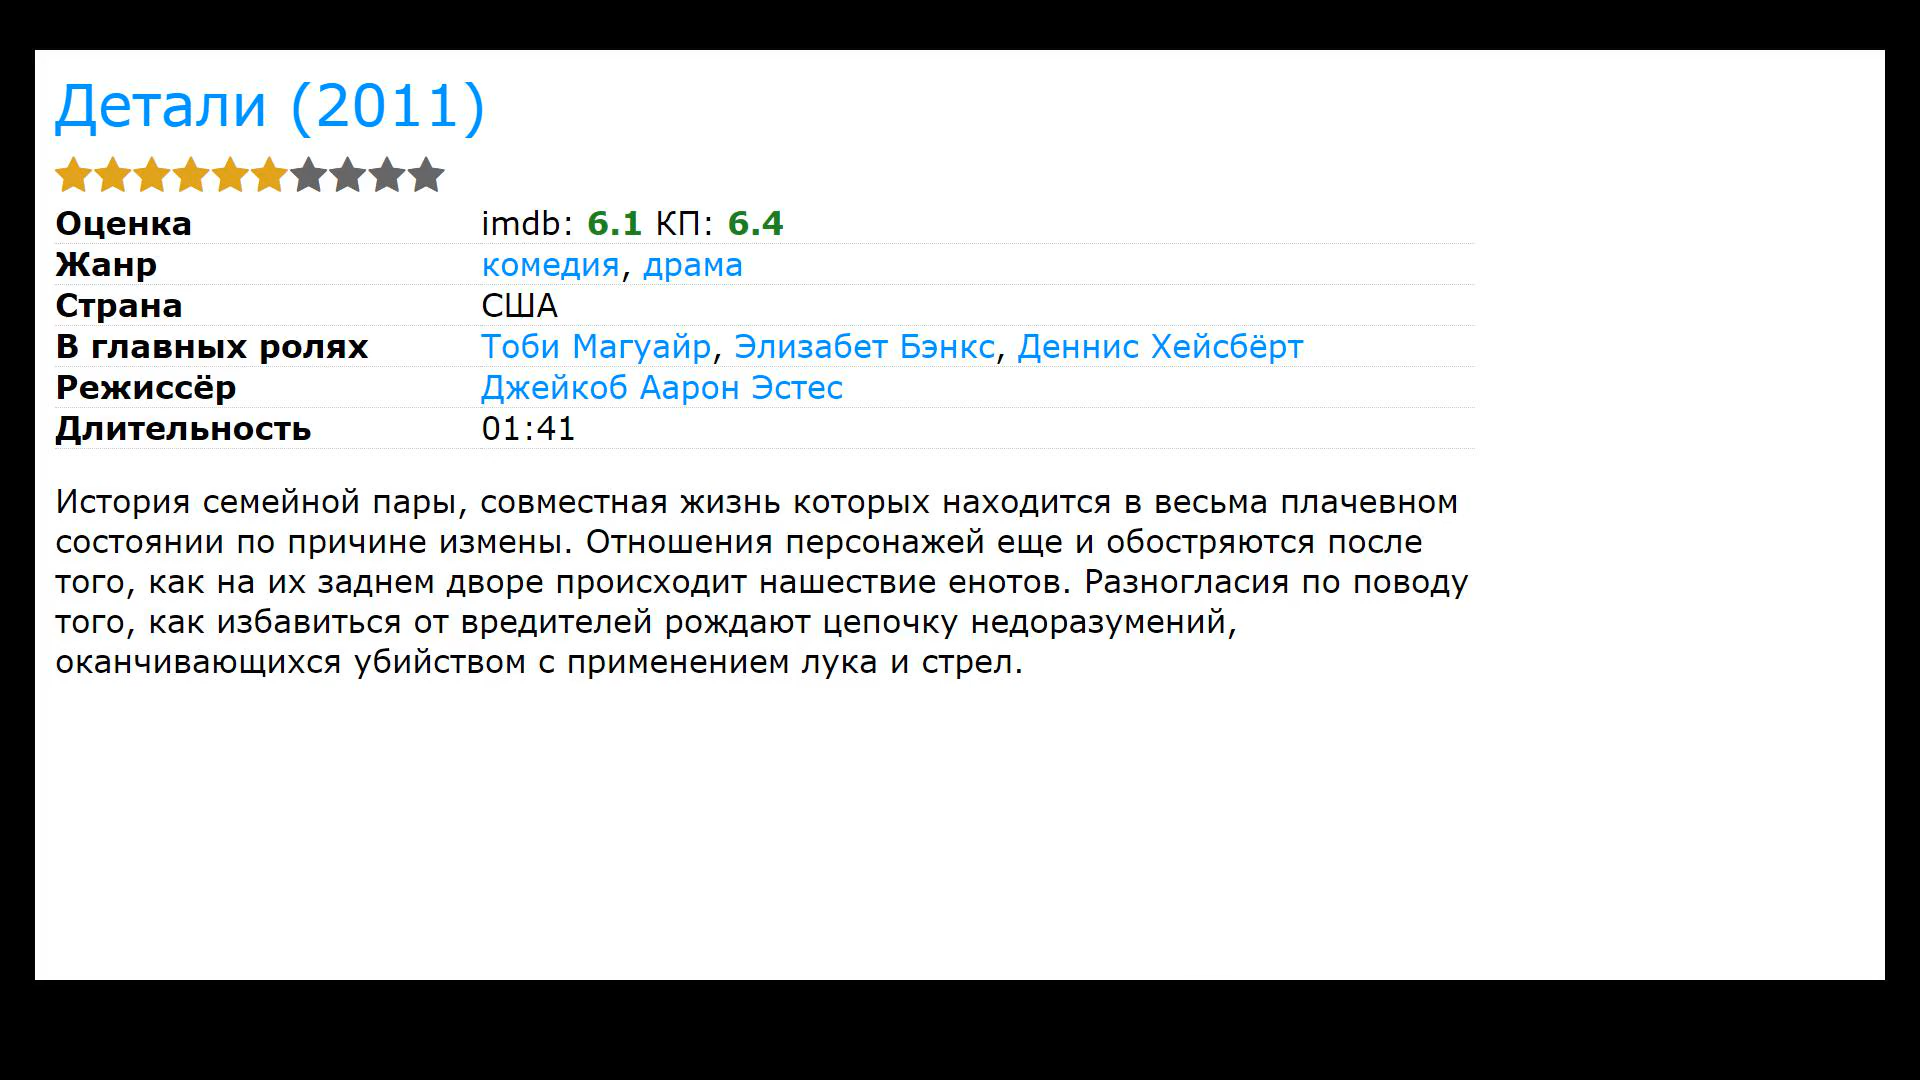 Детали (2011)
Оценка imdb: 6.1 КП: 6.4
Жанр комедия, драма
Страна США
В главных ролях Тоби Магуайр, Элизабет Бэнкс, Деннис Хейсбёрт
Режиссёр Джейкоб Аарон Эстес
Длительность 01:41
История семейной пары, совместная жизнь которых находится в весьма плачевном
состоянии по причине измены. Отношения персонажей еще и обостряются после
того, как на их заднем дворе происходит нашествие енотов. Разногласия по поводу
того, как избавиться от вредителей рождают цепочку недоразумений,
оканчивающихся убийством с применением лука и стрел.